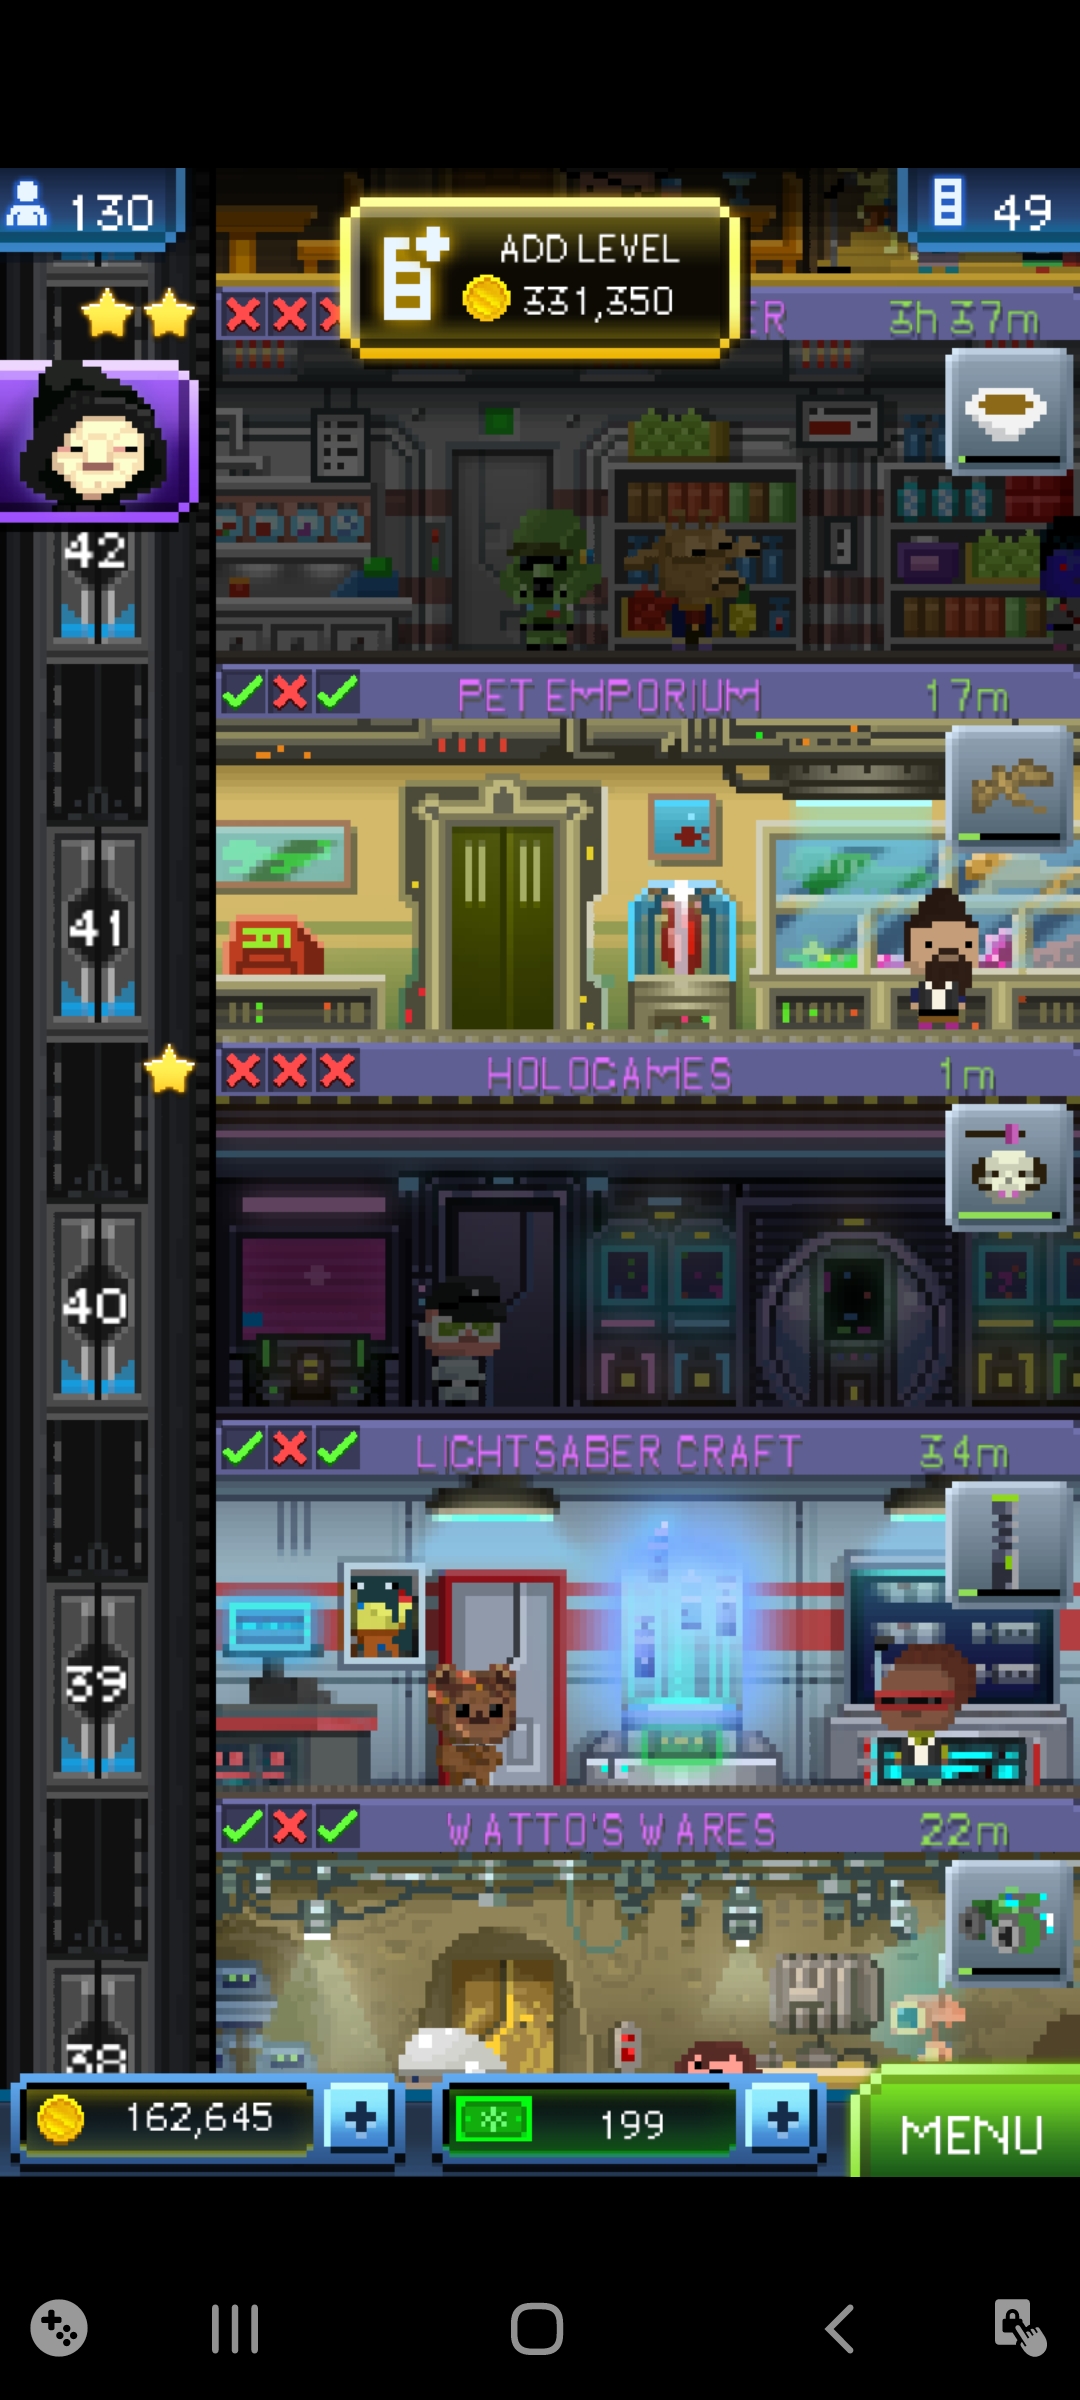 130
ADD LEVEL
331,350
49
ER
3h 37m
42
PET EMPORIUM
17m
41
HOLOGAMES
1m
40
LIGHTSABER CRAFT
34m
39
WATTO'S WARES
22m
38
162,645
199
MENU